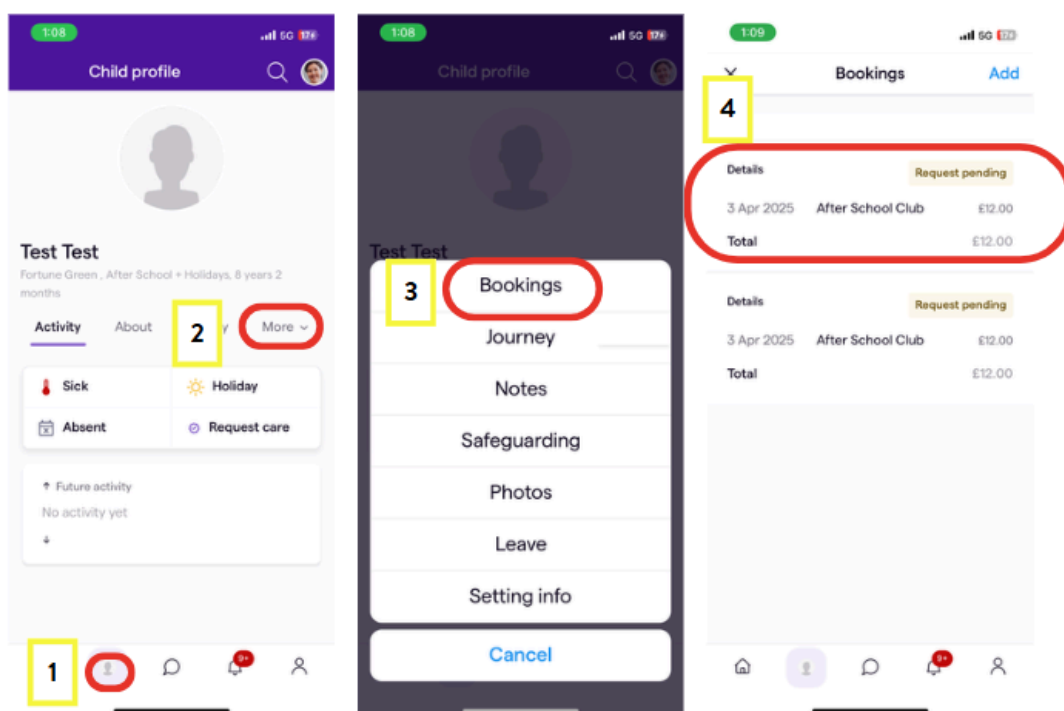 1:08
5G 17
Child profile
Test Test
Fortune Green , After School + Holidays, 8 years 2
months
Activity About 2 y More
Sick Holiday
Absent Request care
Future activity
No activity yet
1 9+
1:08
5G 17
Child profile
Test Test
3 Bookings
Journey
Notes
Safeguarding
Photos
Leave
Setting info
Cancel
1:09
5G
Bookings Add
4
Details Request pending
3 Apr 2025 After School Club £12.00
Total £12.00
Details Request pending
3 Apr 2025 After School Club £12.00
Total £12.00
9+